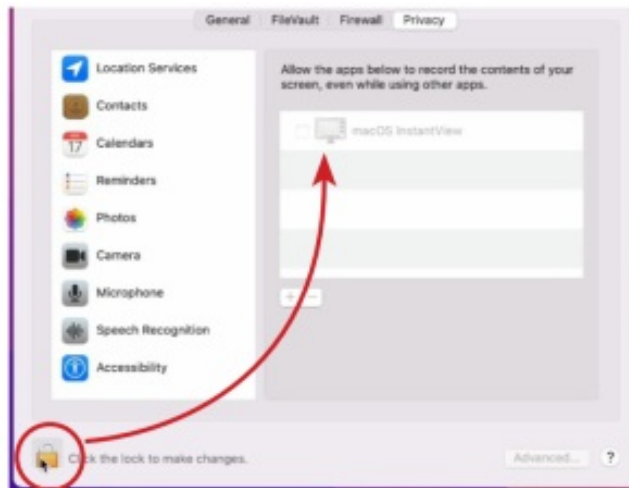 General FileVault Firewall Privacy
Location Services
Contacts
17
Calendars
Reminders
Photos
Camera
Microphone
Speech Recognition
Accessibility
Allow the apps below to record the contents of your
screen, even while using other apps.
macOS InstantView
+ −
Click the lock to make changes.
Advanced... ?